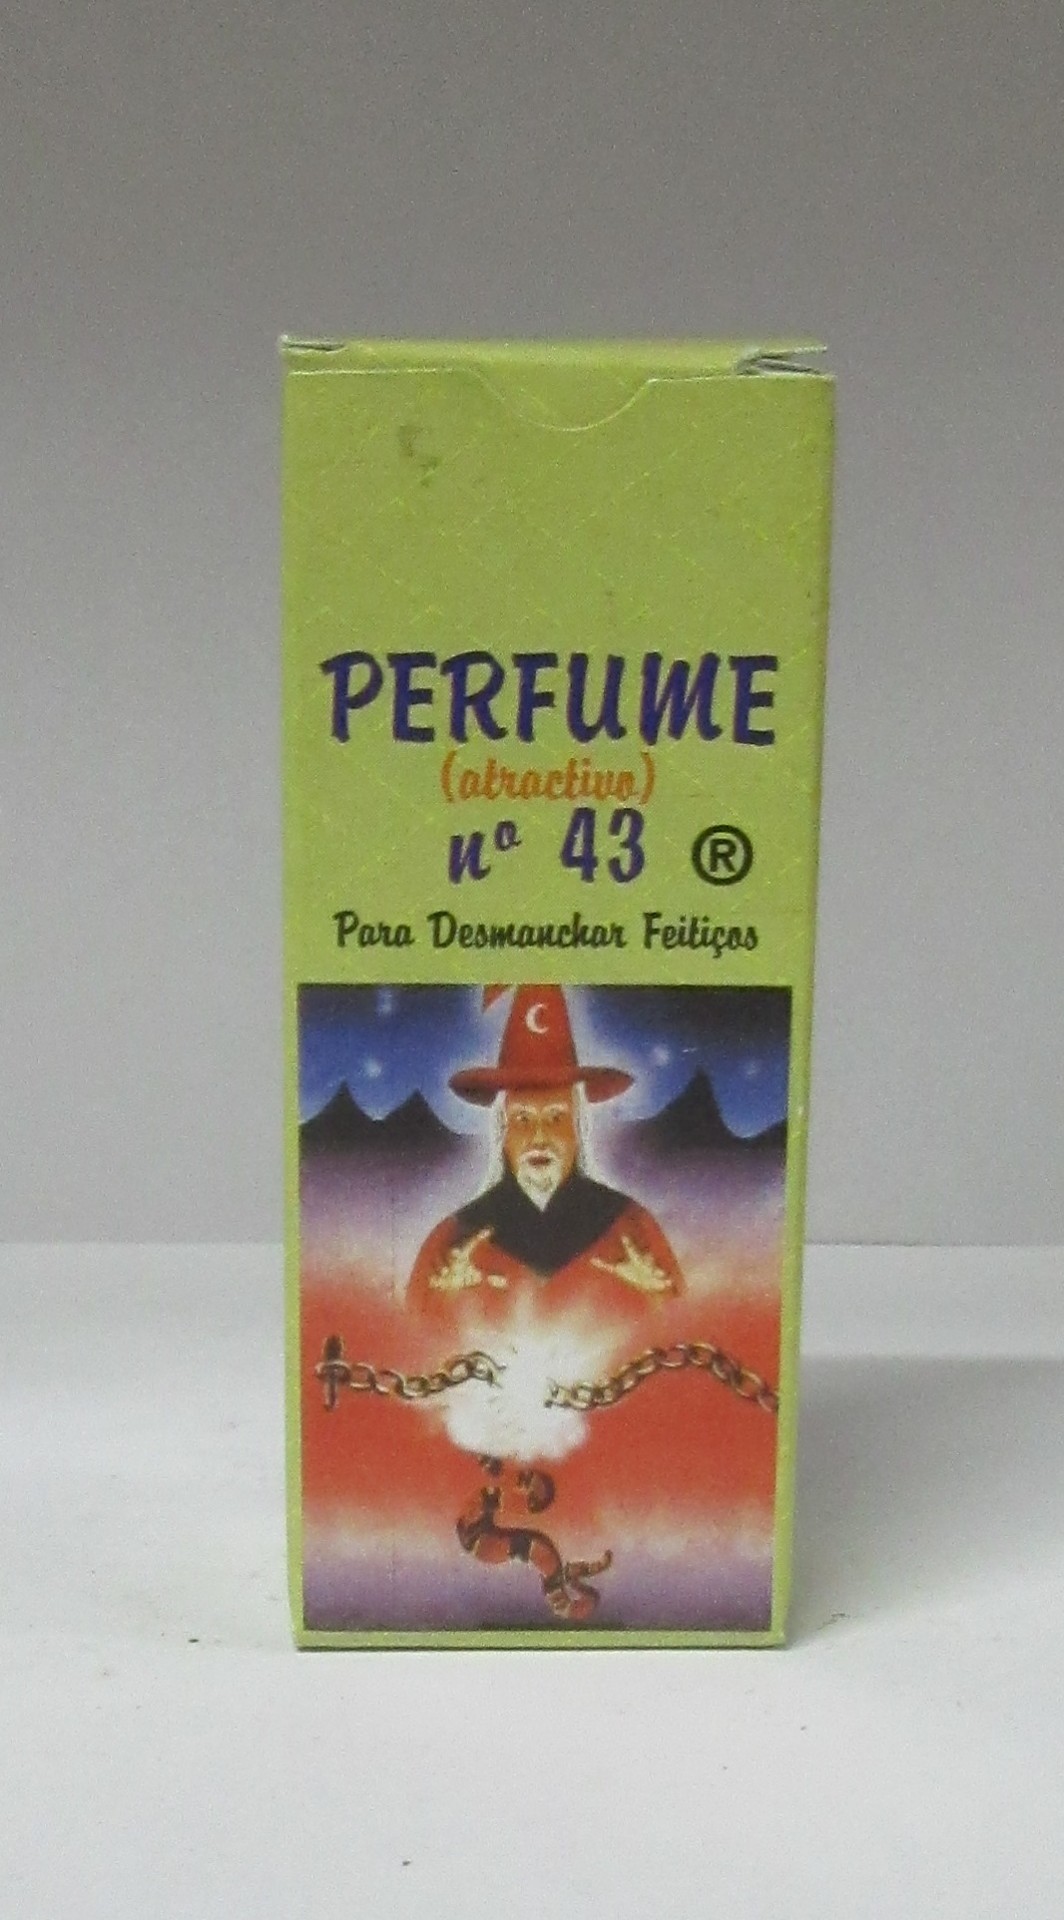 PERFUME
(atractivo)
nº 43 ®
Para Desmanchar Feitiços